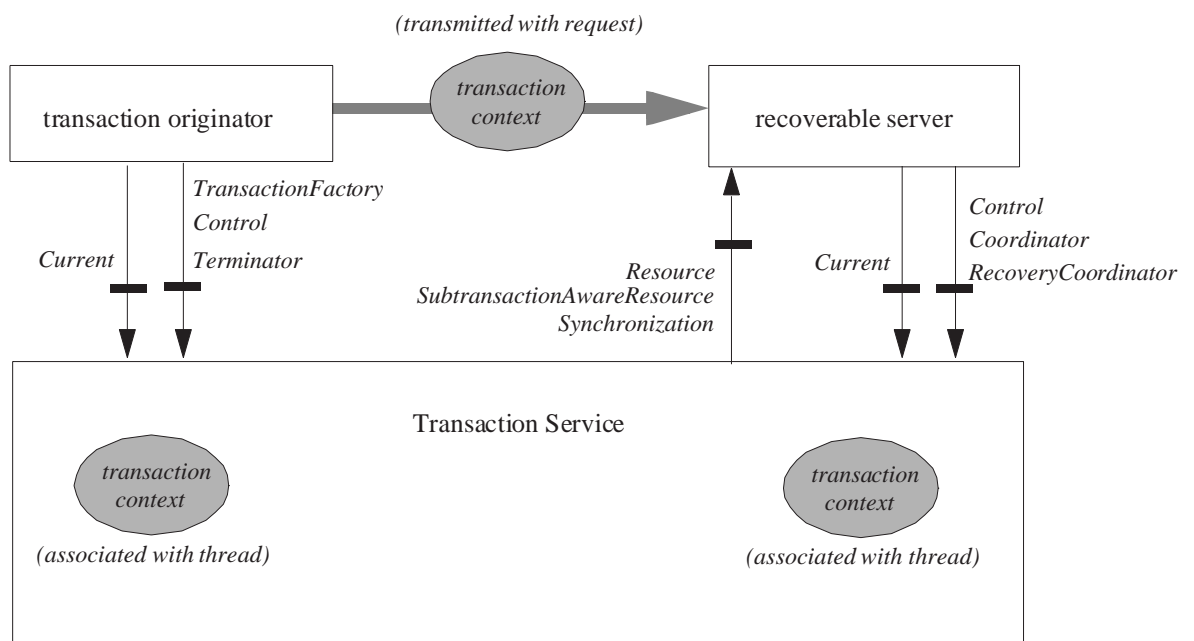 (transmitted with request)
transaction
context
transaction originator
recoverable server
TransactionFactory
Control
Terminator
Current
Resource
SubtransactionAwareResource
Synchronization
Current
Control
Coordinator
RecoveryCoordinator
Transaction Service
transaction
context
(associated with thread)
transaction
context
(associated with thread)